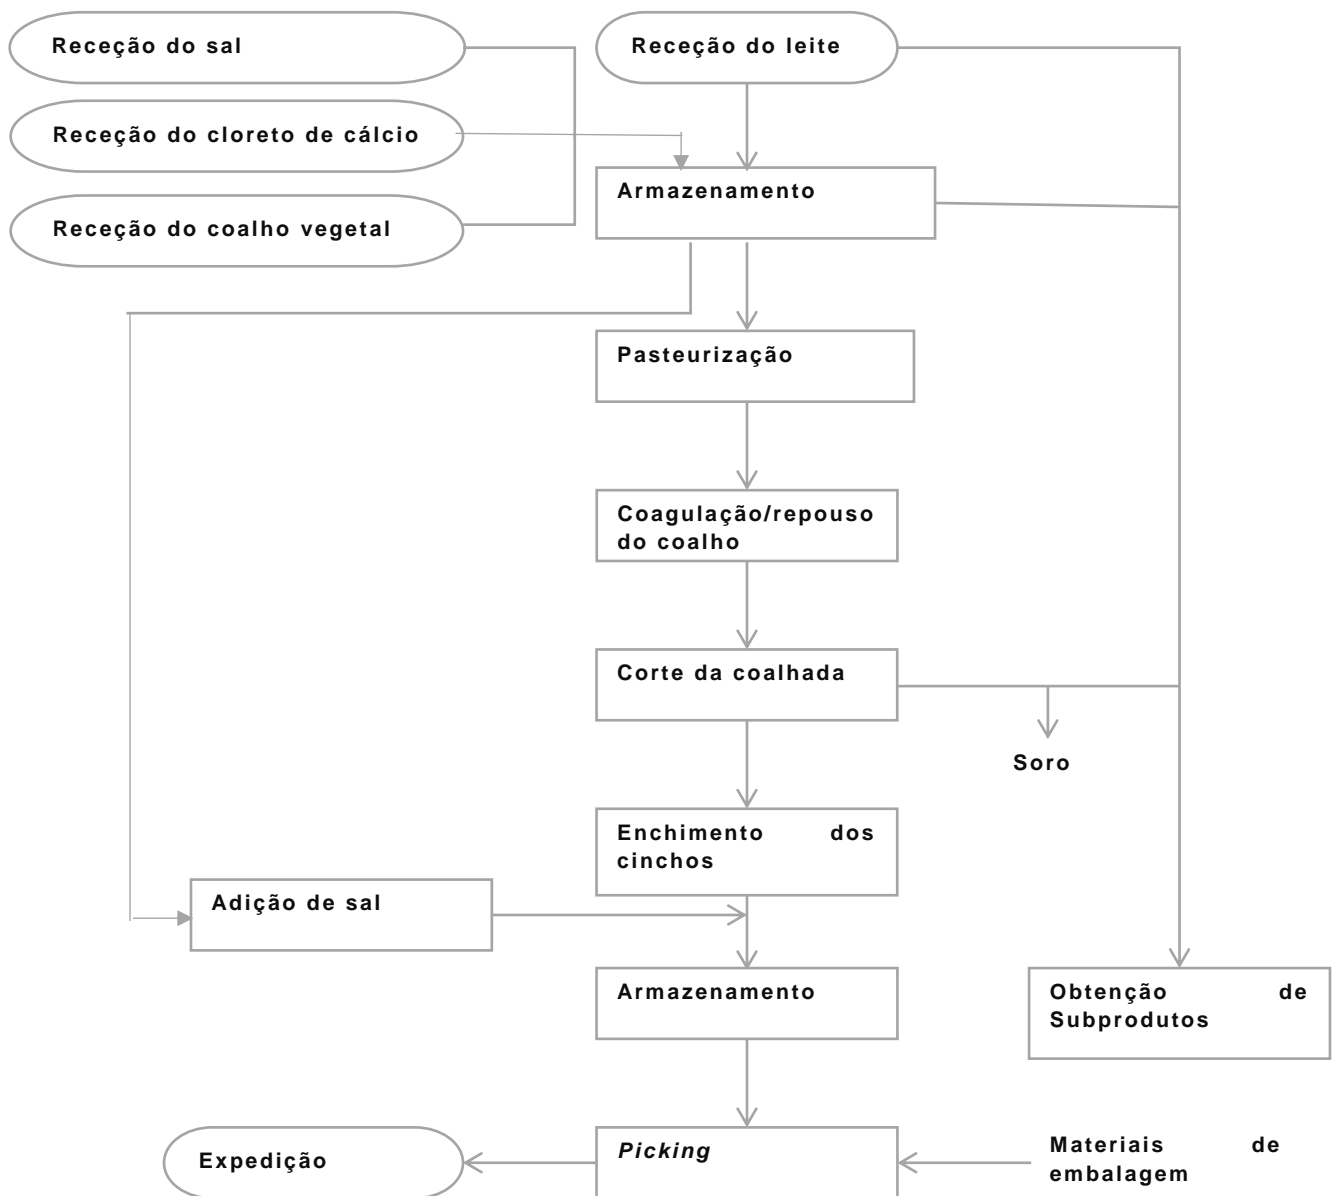 Receção do sal
Receção do leite
Receção do cloreto de cálcio
Armazenamento
Receção do coalho vegetal
Pasteurização
Coagulação/repouso
do coalho
Corte da coalhada
Soro
Enchimento dos
cinchos
Adição de sal
Armazenamento
Obtenção de
Subprodutos
Expedição
Picking
Materiais de
embalagem